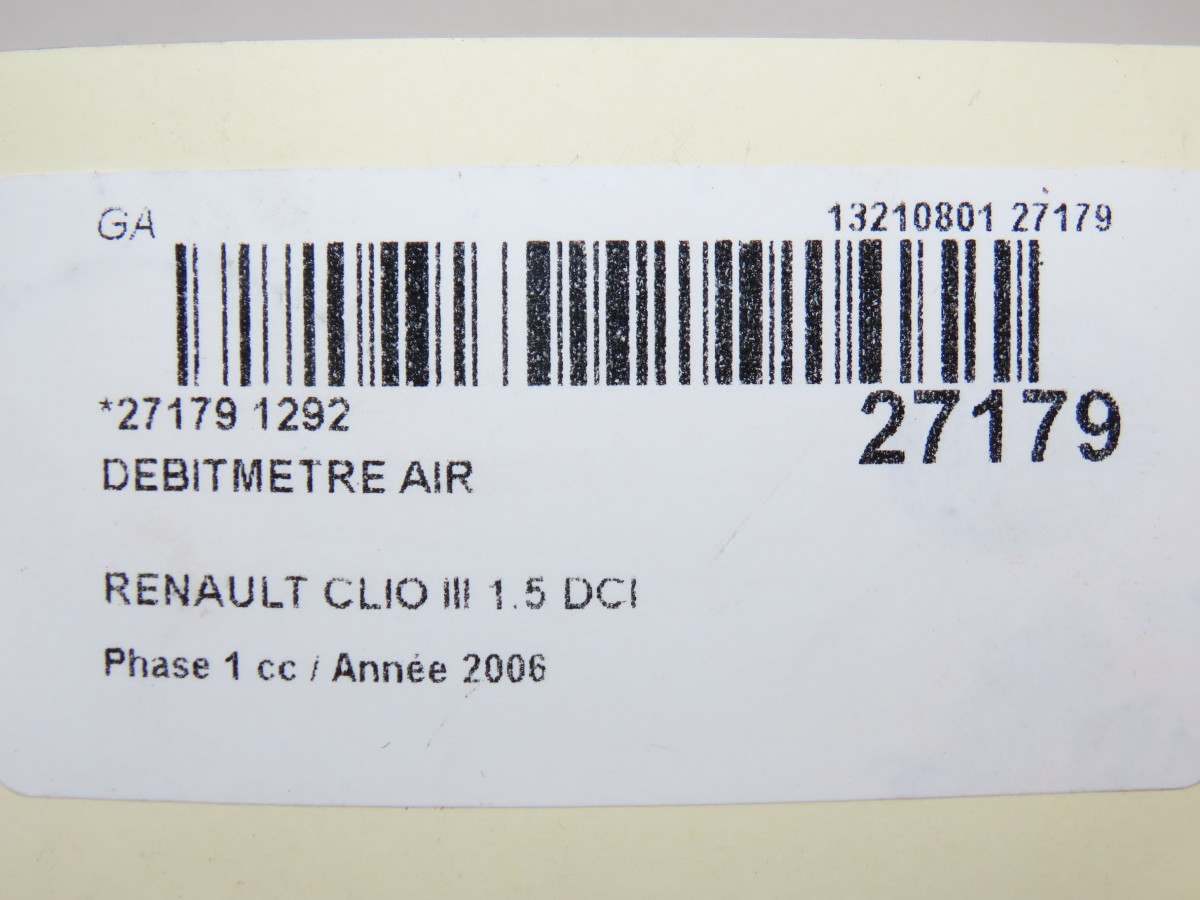 GA
13210801 27179
*27179 1292
27179
DEBITMETRE AIR
RENAULT CLIO III 1.5 DCI
Phase 1 cc / Année 2006